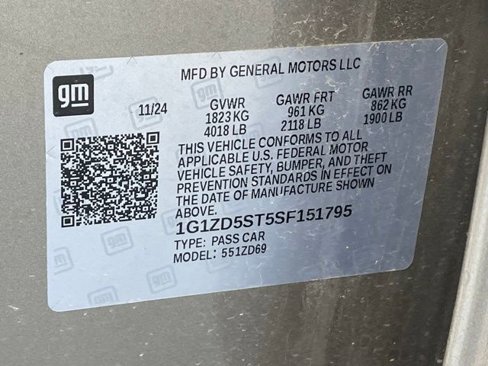 gm
MFD BY GENERAL MOTORS LLC
11/24 GVWR GAWR FRT GAWR RR
1823 KG 961 KG 862 KG
4018 LB 2118 LB 1900 LB
THIS VEHICLE CONFORMS TO ALL
APPLICABLE U.S. FEDERAL MOTOR
VEHICLE SAFETY, BUMPER, AND THEFT
PREVENTION STANDARDS IN EFFECT ON
THE DATE OF MANUFACTURE SHOWN
ABOVE.
1G1ZD5ST5SF151795
TYPE: PASS CAR
MODEL: 551ZD69